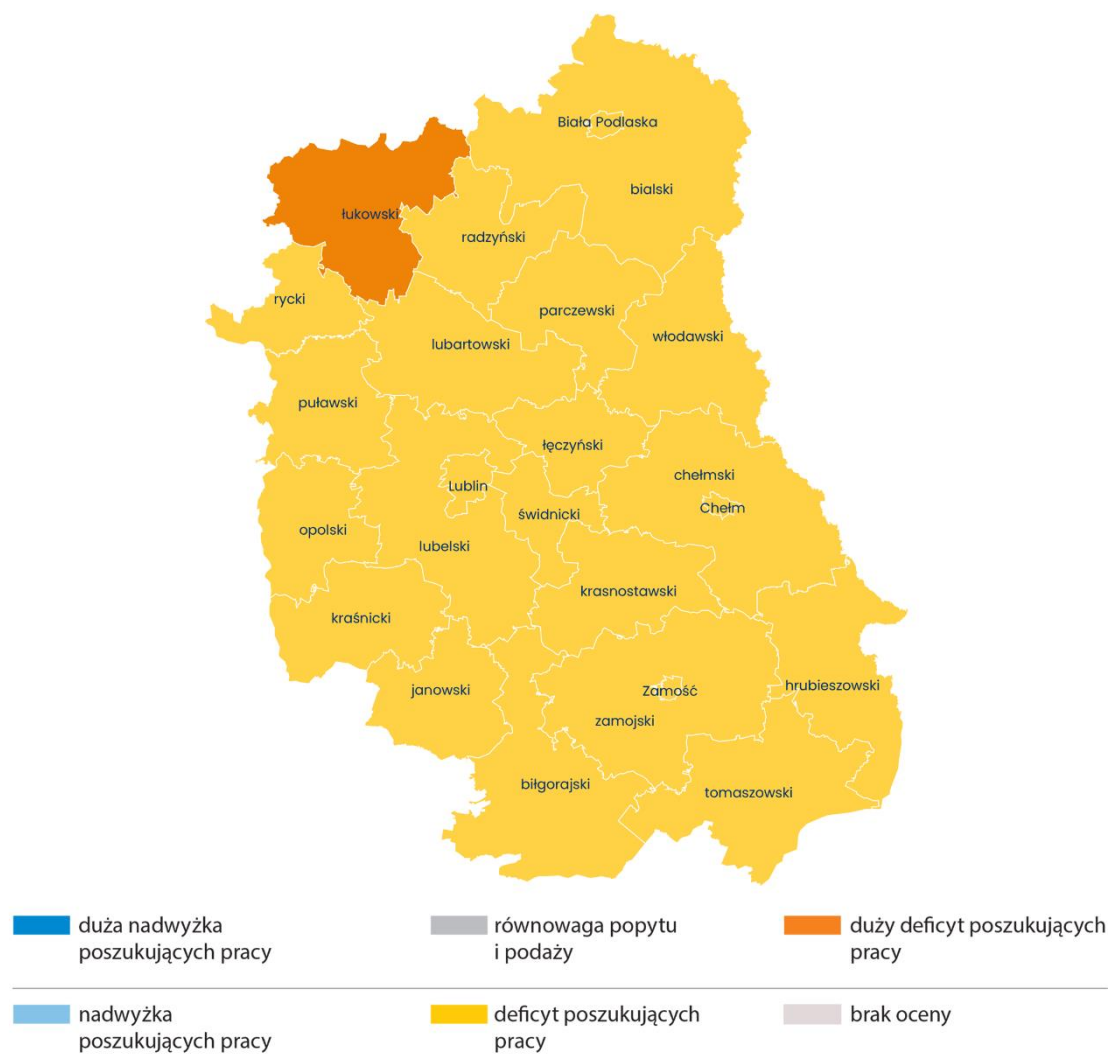 Biała Podlaska
bialski
łukowski
radzyński
rycki
parczewski
włodawski
lubartowski
puławski
łęczyński
chełmski
Lublin
Chełm
świdnicki
opolski
lubelski
krasnostawski
kraśnicki
janowski
Zamość
hrubieszowski
zamojski
biłgorajski
tomaszowski
duża nadwyżka
poszukujących pracy
równowaga popytu
i podaży
duży deficyt poszukujących
pracy
nadwyżka
poszukujących pracy
deficyt poszukujących
pracy
brak oceny